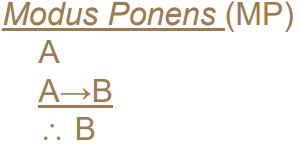 Modus Ponens (MP)
A
A→B
∴ B